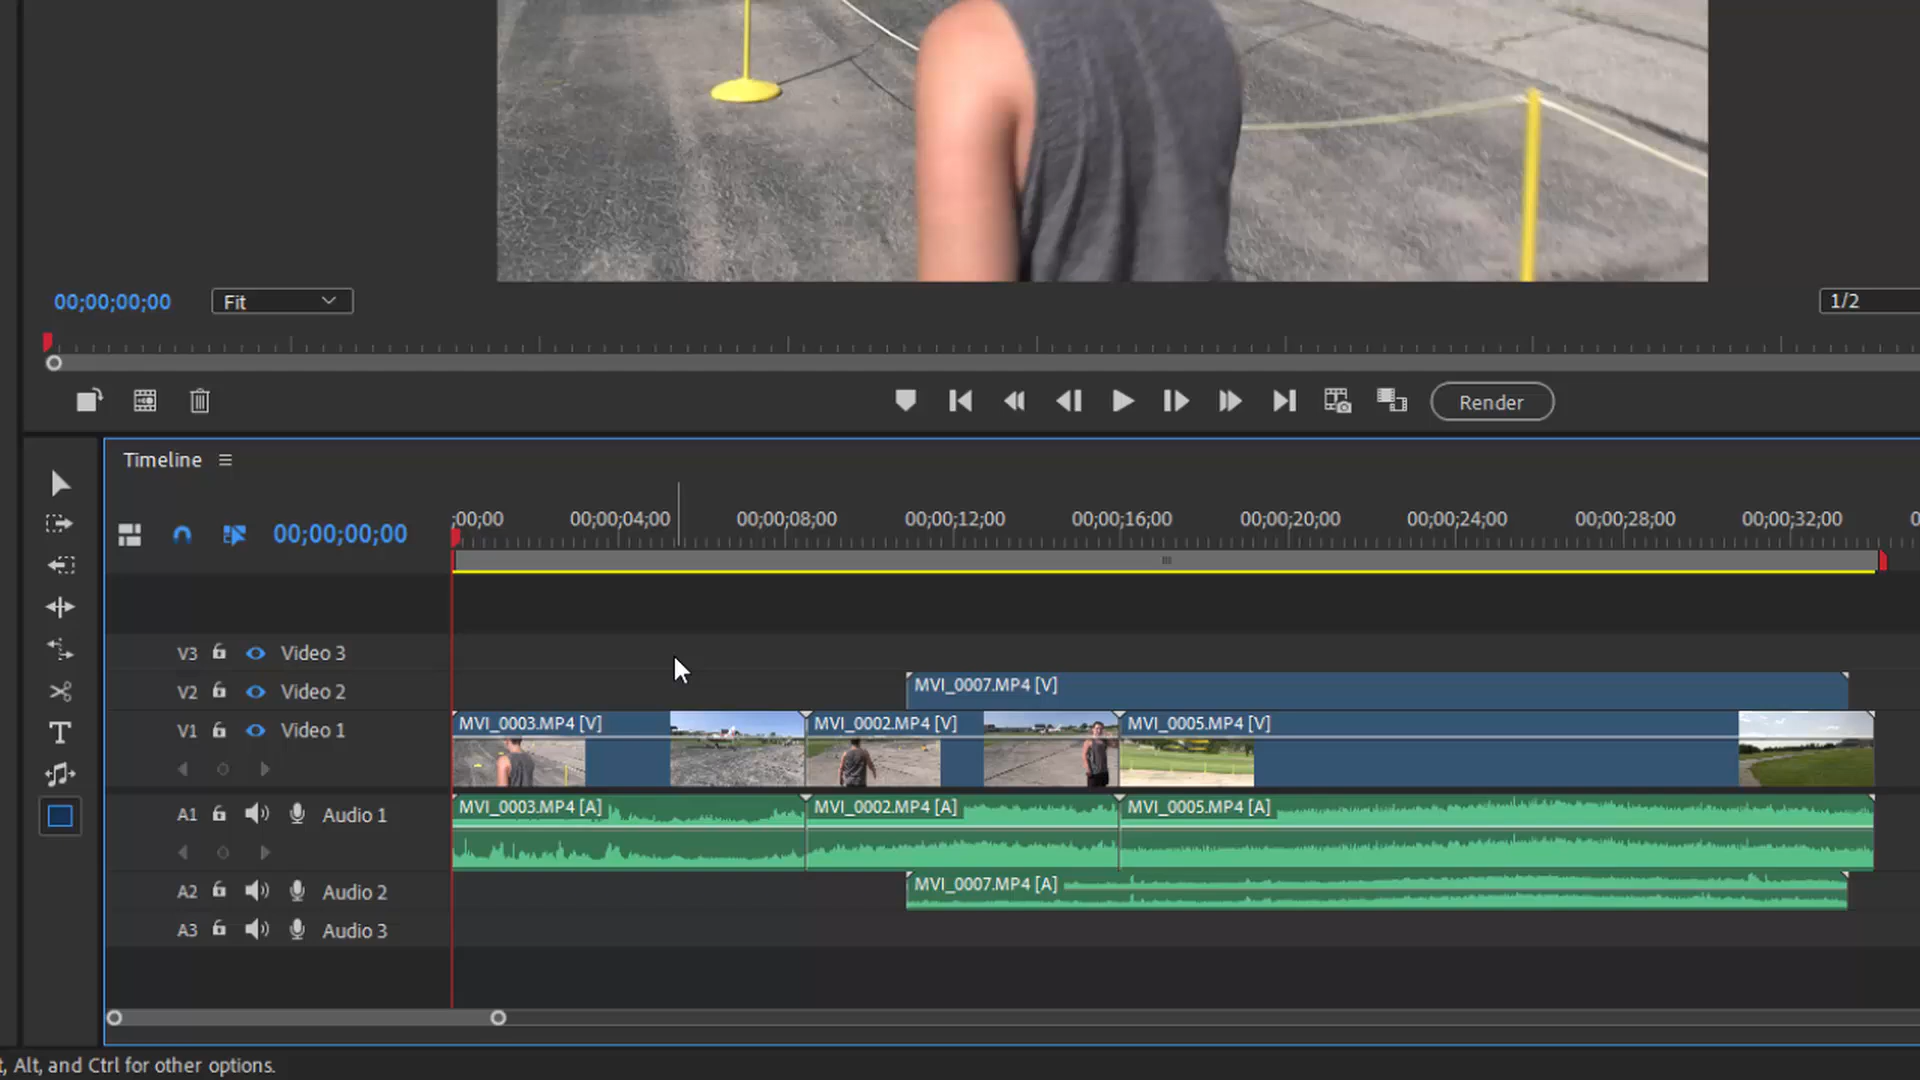 00;00;00;00 Fit 1/2
Render
Timeline
00;00;00;00
;00;00 00;00;04;00 00;00;08;00 00;00;12;00 00;00;16;00 00;00;20;00 00;00;24;00 00;00;28;00 00;00;32;00 0
V3 Video 3
V2 Video 2 MVI_0007.MP4 [V]
V1 Video 1 MVI_0003.MP4 [V] MVI_0002.MP4 [V] MVI_0005.MP4 [V]
A1 Audio 1 MVI_0003.MP4 [A] MVI_0002.MP4 [A] MVI_0005.MP4 [A]
A2 Audio 2 MVI_0007.MP4 [A]
A3 Audio 3
t, Alt, and Ctrl for other options.